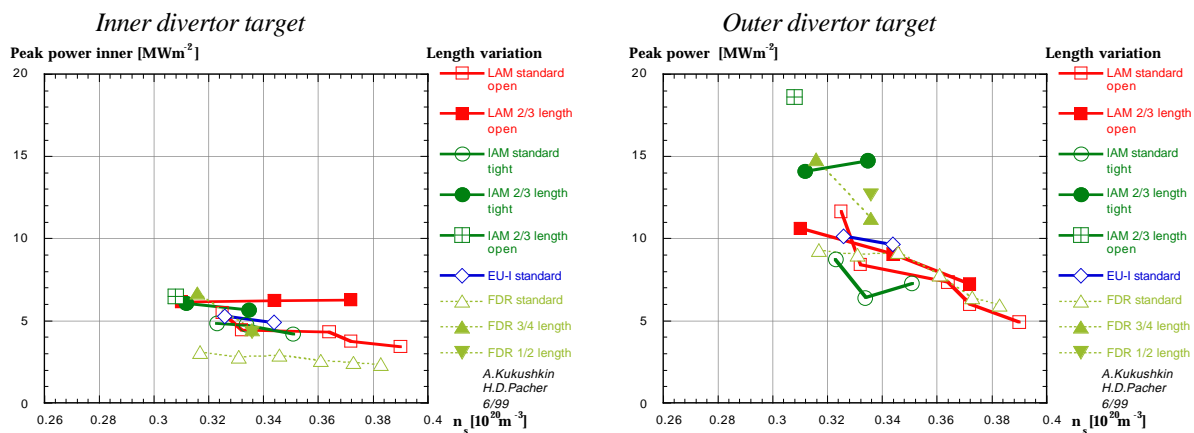 Inner divertor target
Peak power inner [MWm-2]
Length variation
20
15
10
5
0
0.26
0.28
0.3
0.32
0.34
0.36
0.38
0.4
ns [1020m-3]
LAM standard
open
LAM 2/3 length
open
IAM standard
tight
IAM 2/3 length
tight
IAM 2/3 length
open
EU-I standard
FDR standard
FDR 3/4 length
FDR 1/2 length
A.Kukushkin
H.D.Pacher
6/99
Outer divertor target
Peak power [MWm-2]
Length variation
20
15
10
5
0
0.26
0.28
0.3
0.32
0.34
0.36
0.38
0.4
ns [1020m-3]
LAM standard
open
LAM 2/3 length
open
IAM standard
tight
IAM 2/3 length
tight
IAM 2/3 length
open
EU-I standard
FDR standard
FDR 3/4 length
FDR 1/2 length
A.Kukushkin
H.D.Pacher
6/99